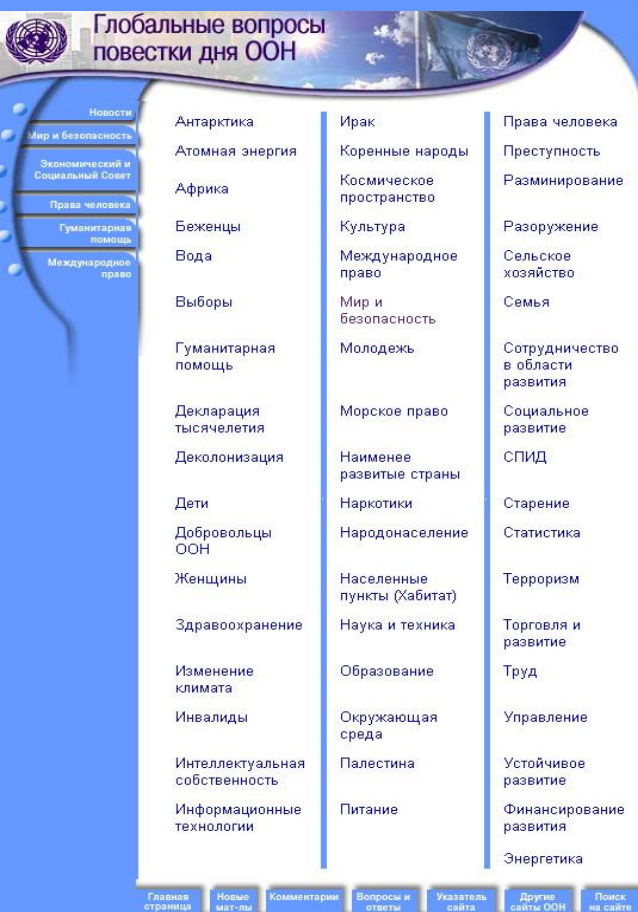 Глобальные вопросы
повестки дня ООН
Новости
Мир и безопасность
Экономический и
Социальный Совет
Права человека
Гуманитарная
помощь
Международное
право
Антарктика
Атомная энергия
Африка
Беженцы
Вода
Выборы
Гуманитарная
помощь
Декларация
тысячелетия
Деколонизация
Дети
Добровольцы
ООН
Женщины
Здравоохранение
Изменение
климата
Инвалиды
Интеллектуальная
собственность
Информационные
технологии
Ирак
Коренные народы
Космическое
пространство
Культура
Международное
право
Мир и
безопасность
Молодежь
Морское право
Наименее
развитые страны
Наркотики
Народонаселение
Населенные
пункты (Хабитат)
Наука и техника
Образование
Окружающая
среда
Палестина
Питание
Права человека
Преступность
Разминирование
Разоружение
Сельское
хозяйство
Семья
Сотрудничество
в области
развития
Социальное
развитие
СПИД
Старение
Статистика
Терроризм
Торговля и
развитие
Труд
Управление
Устойчивое
развитие
Финансирование
развития
Энергетика
Главная
страница
Новые
мат-лы
Комментарии
Вопросы и
ответы
Указатель
сайта
Другие
сайты ООН
Поиск
на сайте